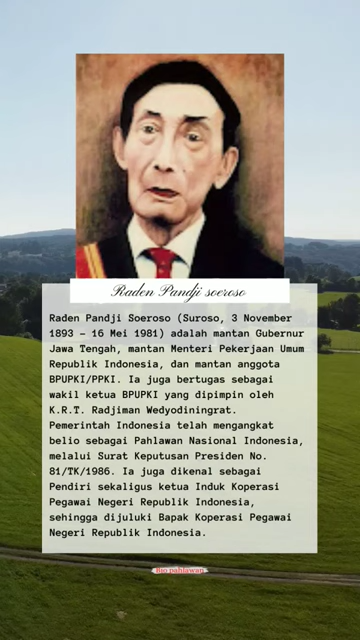 Raden Pandji soeroso
Raden Pandji Soeroso (Suroso, 3 November
1893 – 16 Mei 1981) adalah mantan Gubernur
Jawa Tengah, mantan Menteri Pekerjaan Umum
Republik Indonesia, dan mantan anggota
BPUPKI/PPKI. Ia juga bertugas sebagai
wakil ketua BPUPKI yang dipimpin oleh
K.R.T. Radjiman Wedyodiningrat.
Pemerintah Indonesia telah mengangkat
belio sebagai Pahlawan Nasional Indonesia,
melalui Surat Keputusan Presiden No.
81/TK/1986. Ia juga dikenal sebagai
Pendiri sekaligus ketua Induk Koperasi
Pegawai Negeri Republik Indonesia,
sehingga dijuluki Bapak Koperasi Pegawai
Negeri Republik Indonesia.
Bio pahlawan